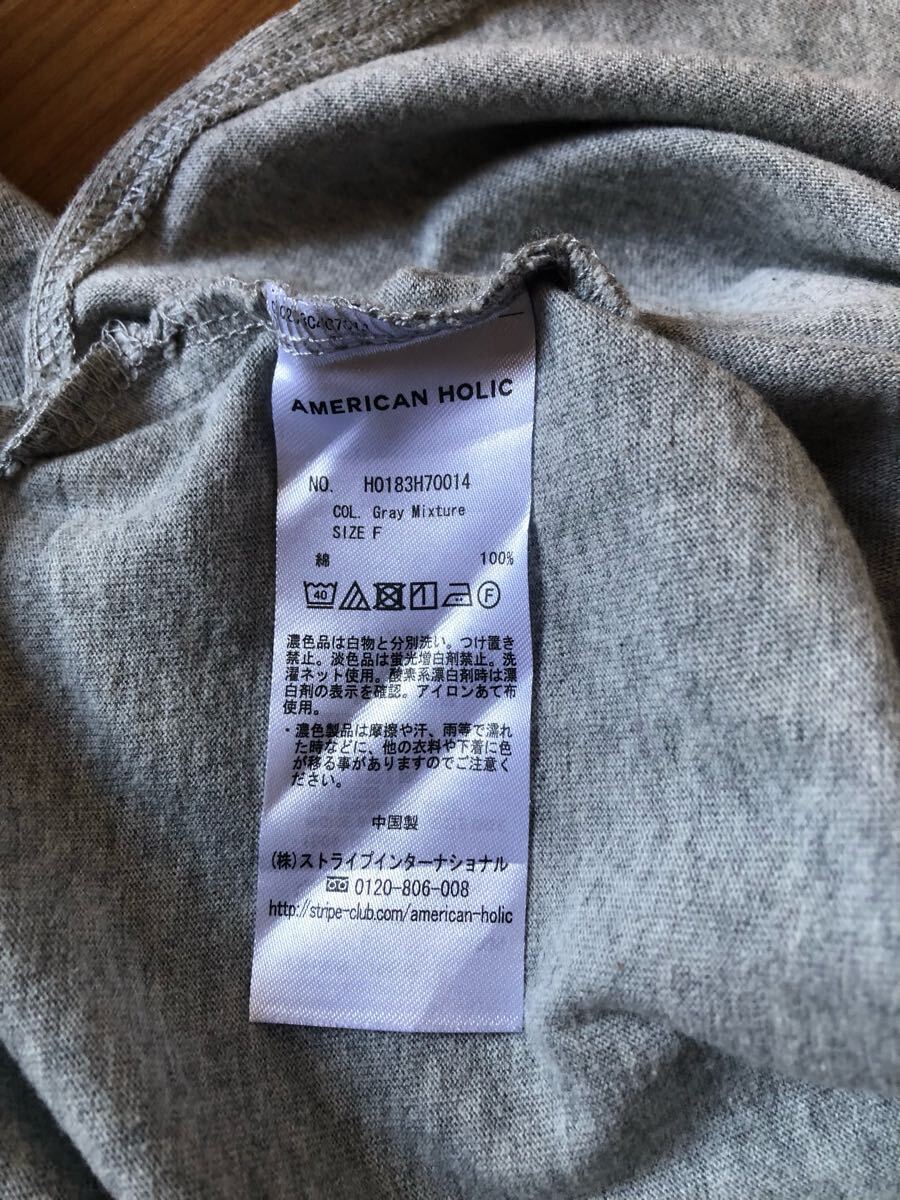 AMERICAN HOLIC
NO. H0183H70014
COL. Gray Mixture
SIZE F
綿 100%
40 F
濃色品は白物と分別洗い。つけ置き
禁止。淡色品は蛍光増白剤禁止。洗
濯ネット使用。酸素系漂白剤時は漂
白剤の表示を確認。アイロンあて布
使用。
・濃色製品は摩擦や汗、雨等で濡れ
た時などに、他の衣料や下着に色
が移る事がありますのでご注意く
ださい。
中国製
(株)ストライプインターナショナル
0120-806-008
http://stripe-club.com/american-holic